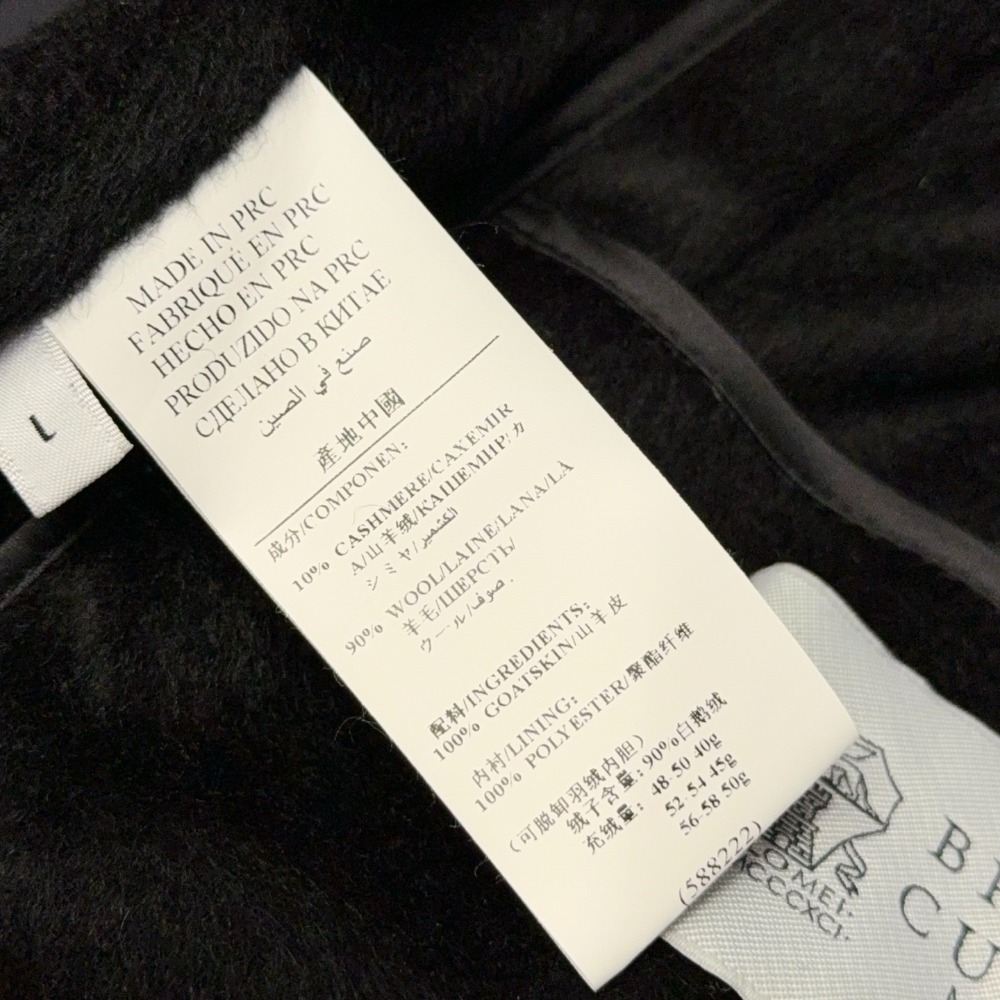 MADE IN PRC
FABRIQUÉ EN PRC
HECHO EN PRC
PRODUZIDO NA PRC
СДЕЛАНО В КИТАЕ
صنع في الصين
産地中國
成分/COMPONEN:
10% CASHMERE/CAXEMIR
A/山羊绒/КАШЕМИР/カ
シミヤ/الكشمير
90% WOOL/LAINE/LANA/LÃ
羊毛/ШЕРСТЬ/
ウール/صوف.
配料/INGREDIENTS:
100% GOATSKIN/山羊皮
内衬/LINING:
100% POLYESTER/聚酯纤维
(可脱卸羽绒内胆)
绒子含量: 90%白鹅绒
充绒量: 48-50-40g
52-54-45g
56-58-50g
(588222)
L
B
CU